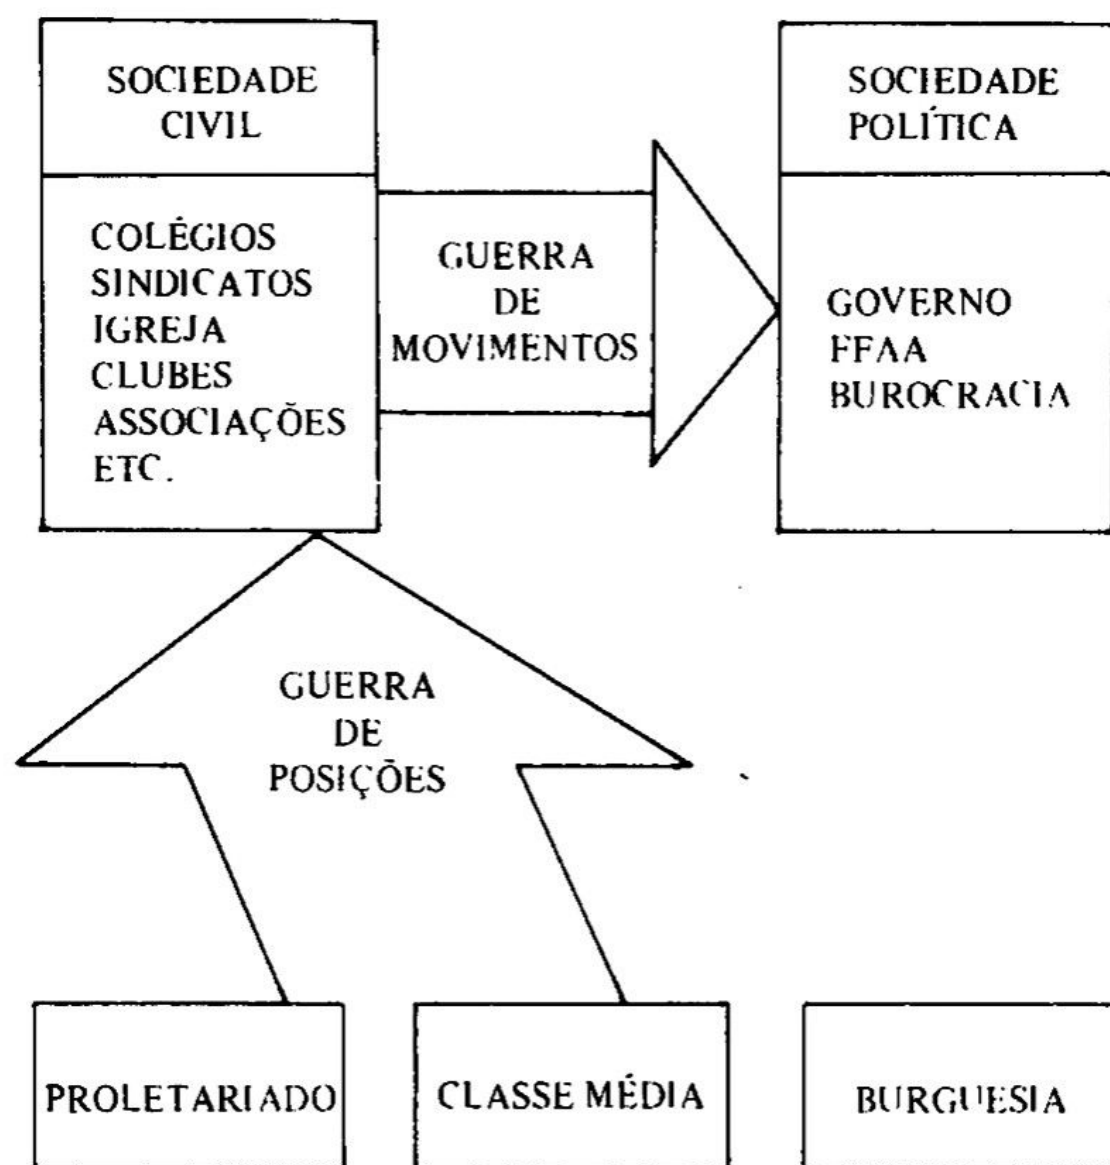 SOCIEDADE
CIVIL
COLÉGIOS
SINDICATOS
IGREJA
CLUBES
ASSOCIAÇÕES
ETC.
GUERRA
DE
MOVIMENTOS
SOCIEDADE
POLÍTICA
GOVERNO
FFAA
BUROCRACIA
GUERRA
DE
POSIÇÕES
PROLETARIADO
CLASSE MÉDIA
BURGUESIA